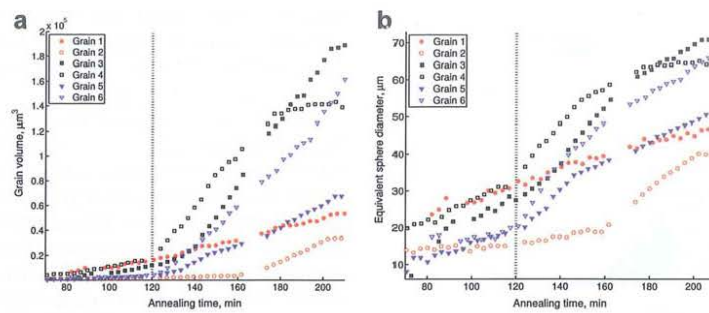 a
b
x 10⁵
2
1.8
1.6
1.4
1.2
1
0.8
0.6
0.4
0.2
Grain volume, μm³
Grain 1
Grain 2
Grain 3
Grain 4
Grain 5
Grain 6
80 100 120 140 160 180 200
Annealing time, min
70
60
50
40
30
20
10
Equivalent sphere diameter, μm
Grain 1
Grain 2
Grain 3
Grain 4
Grain 5
Grain 6
80 100 120 140 160 180 200
Annealing time, min